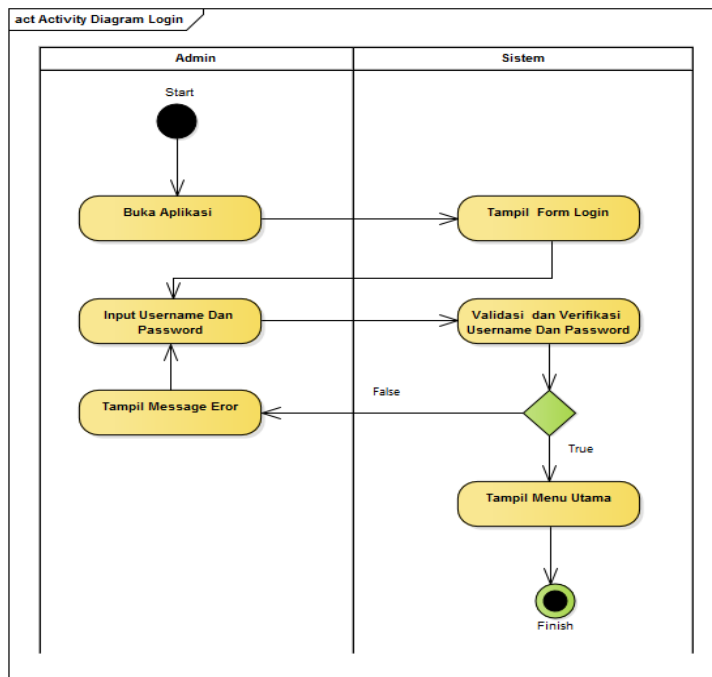 act Activity Diagram Login
Admin
Sistem
Start
Buka Aplikasi
Tampil Form Login
Input Username Dan
Password
Validasi dan Verifikasi
Username Dan Password
Tampil Message Eror
False
True
Tampil Menu Utama
Finish